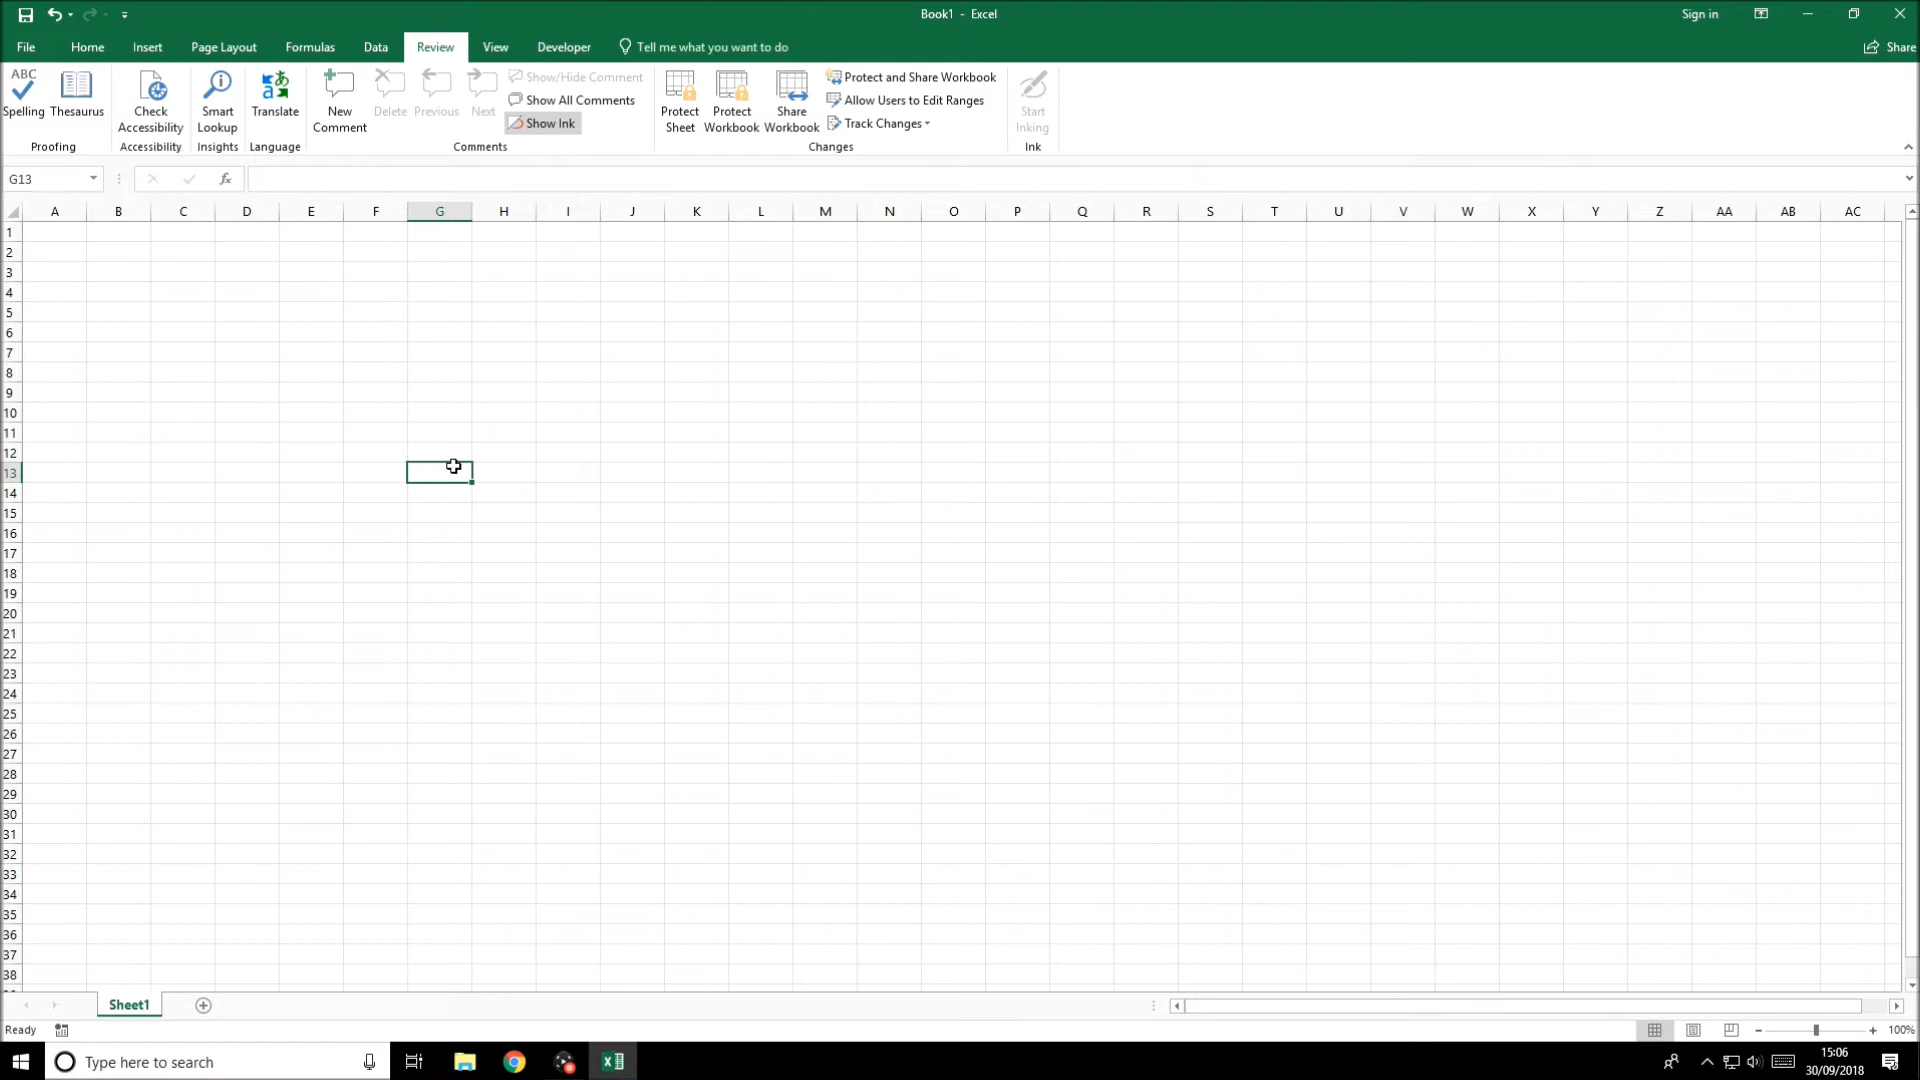 Book1 - Excel
Sign in
File Home Insert Page Layout Formulas Data Review View Developer Tell me what you want to do Share
ABC
Spelling Thesaurus
Proofing
Check Accessibility
Accessibility
Smart Lookup
Insights
Translate
Language
New Comment
Delete Previous Next
Show/Hide Comment
Show All Comments
Show Ink
Comments
Protect Sheet
Protect Workbook
Share Workbook
Protect and Share Workbook
Allow Users to Edit Ranges
Track Changes
Changes
Start Inking
Ink
G13 fx
A B C D E F G H I J K L M N O P Q R S T U V W X Y Z AA AB AC
1
2
3
4
5
6
7
8
9
10
11
12
13
14
15
16
17
18
19
20
21
22
23
24
25
26
27
28
29
30
31
32
33
34
35
36
37
38
Sheet1
Ready 100%
Type here to search
15:06
30/09/2018